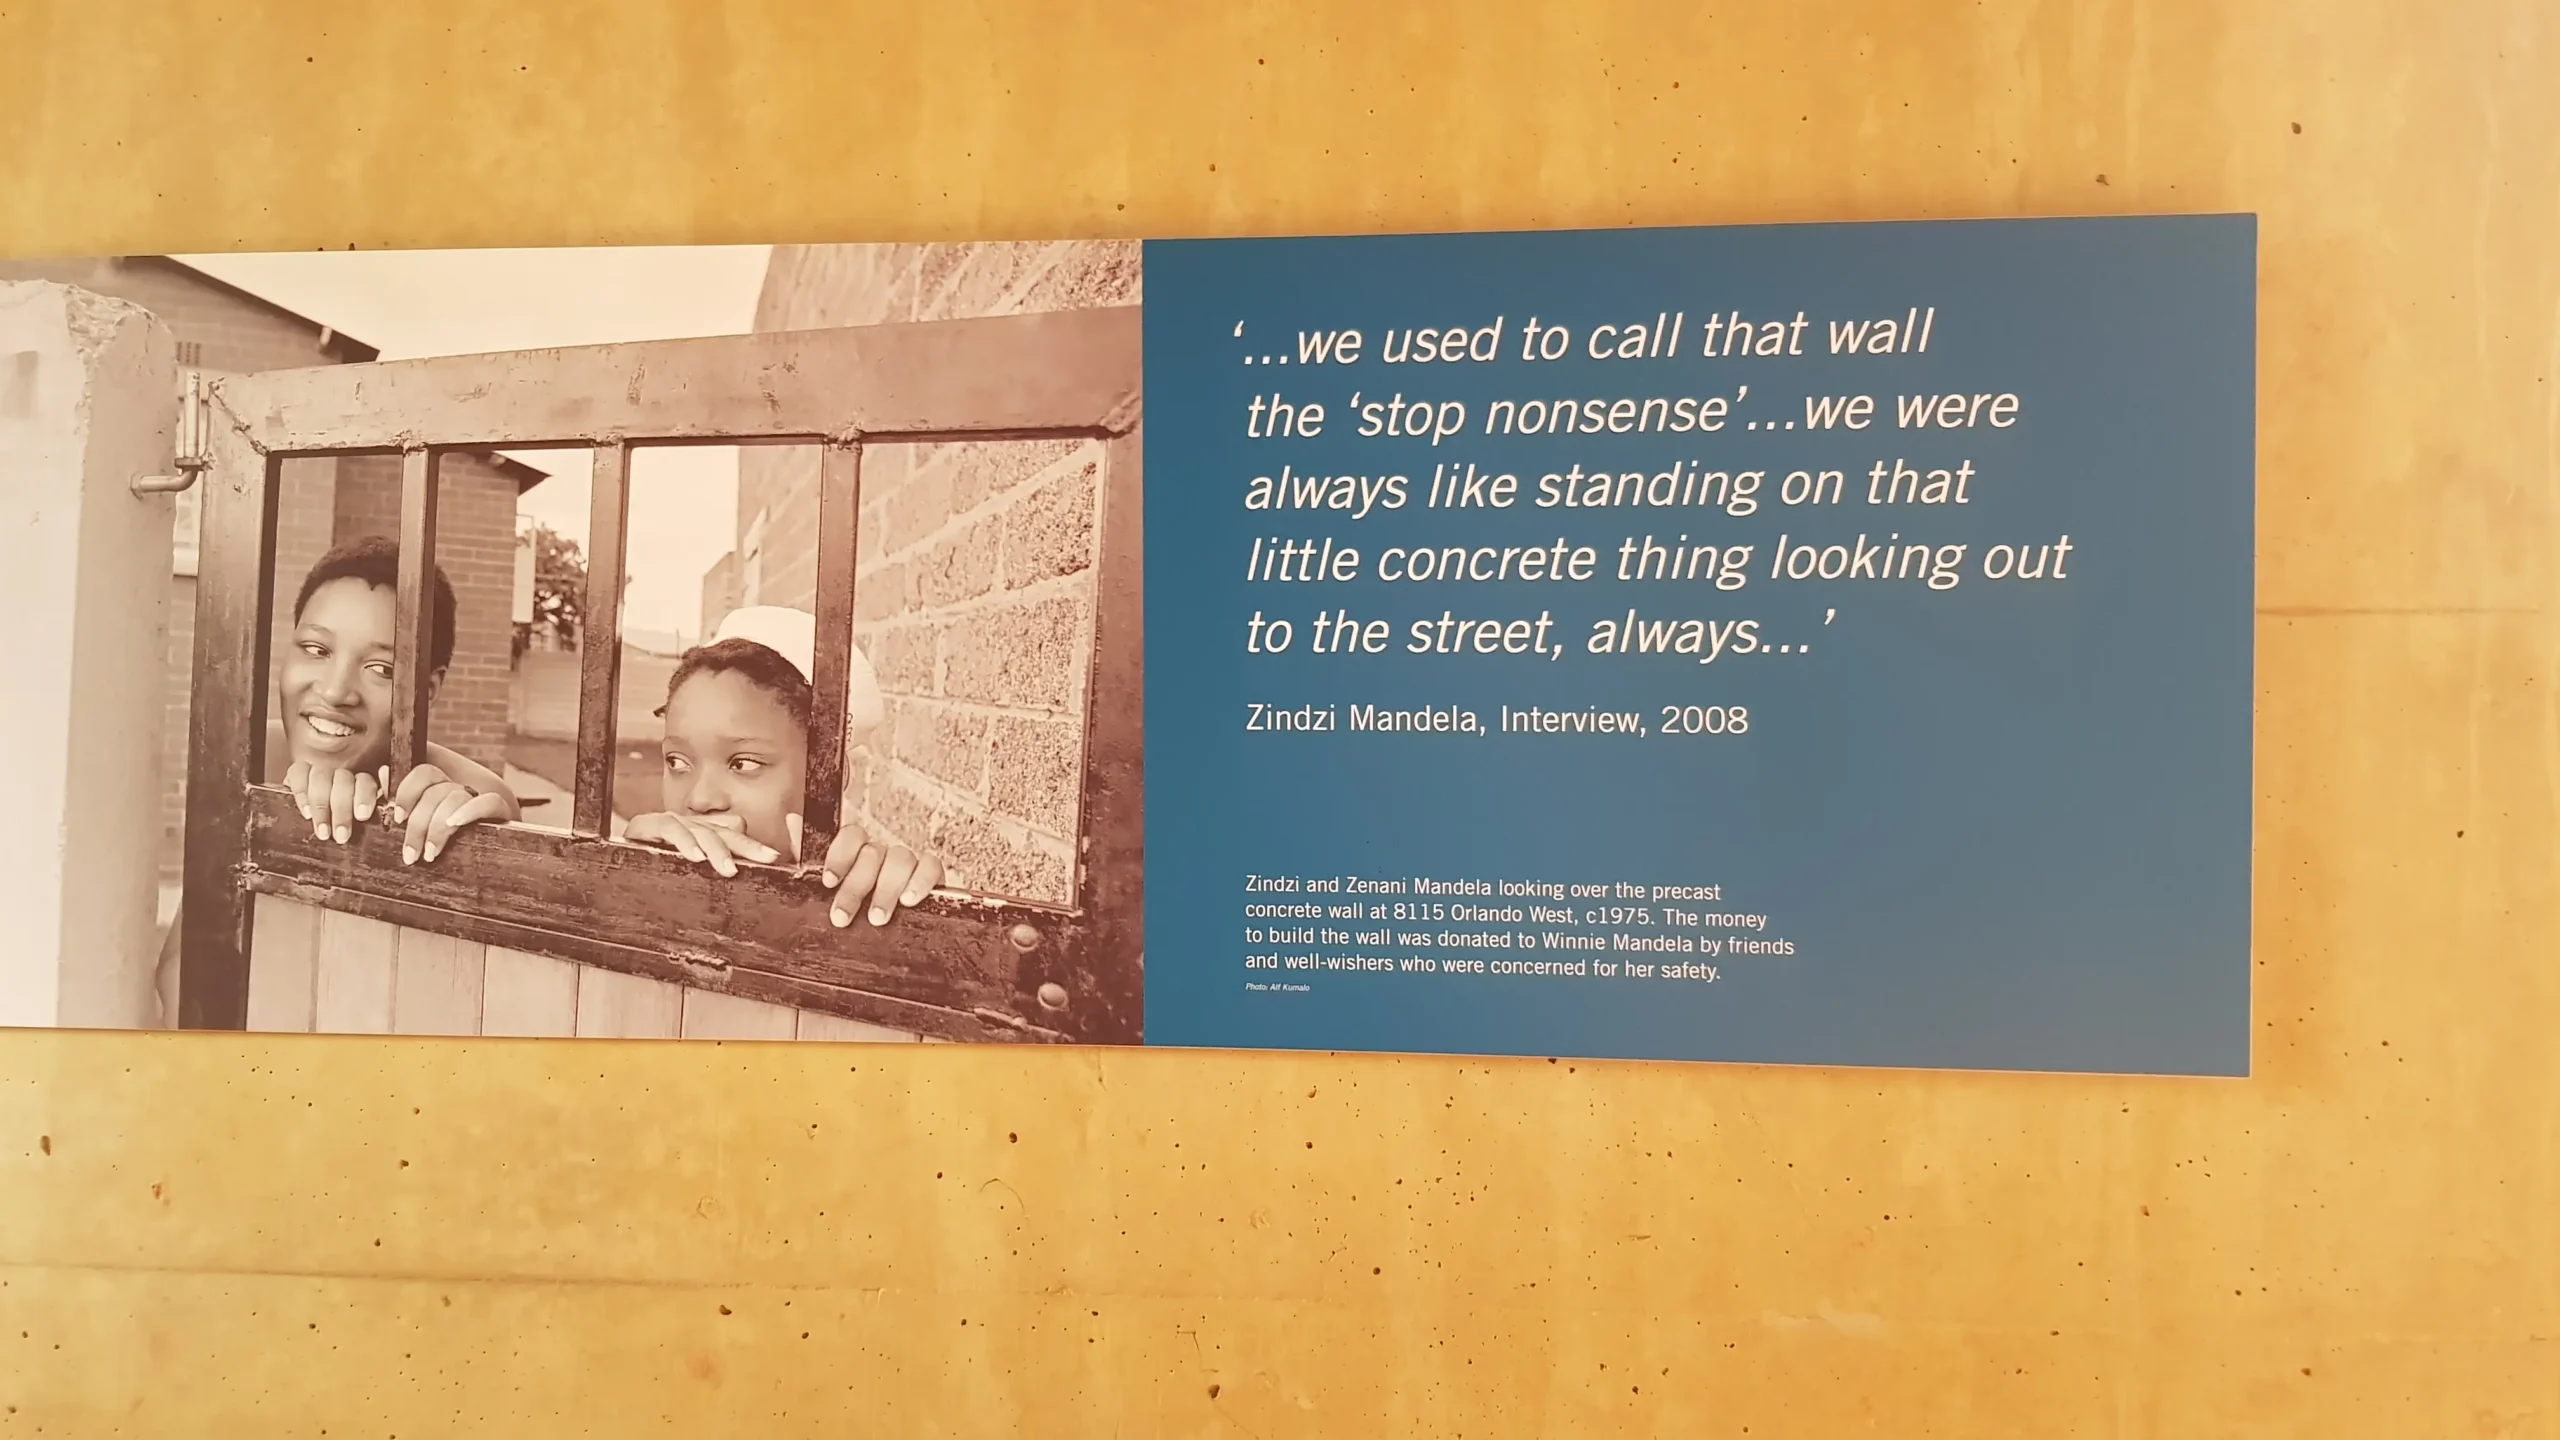 ‘...we used to call that wall
the ‘stop nonsense’...we were
always like standing on that
little concrete thing looking out
to the street, always...’
Zindzi Mandela, Interview, 2008
Zindzi and Zenani Mandela looking over the precast
concrete wall at 8115 Orlando West, c1975. The money
to build the wall was donated to Winnie Mandela by friends
and well-wishers who were concerned for her safety.
Photo: Alf Kumalo